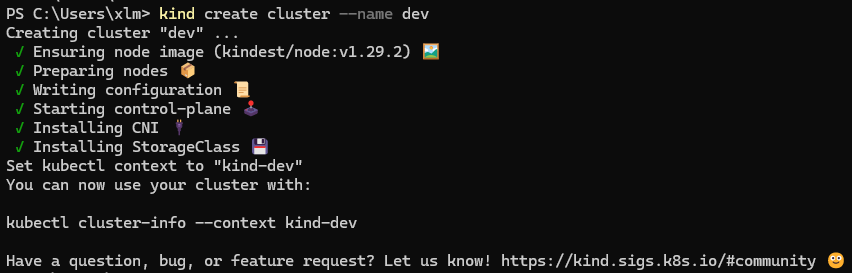 PS C:\Users\xlm> kind create cluster --name dev
Creating cluster "dev" ...
✓ Ensuring node image (kindest/node:v1.29.2) 🖼
✓ Preparing nodes 📦
✓ Writing configuration 📜
✓ Starting control-plane 🕹️
✓ Installing CNI 🔌
✓ Installing StorageClass 💾
Set kubectl context to "kind-dev"
You can now use your cluster with:
kubectl cluster-info --context kind-dev
Have a question, bug, or feature request? Let us know! https://kind.sigs.k8s.io/#community 🙂